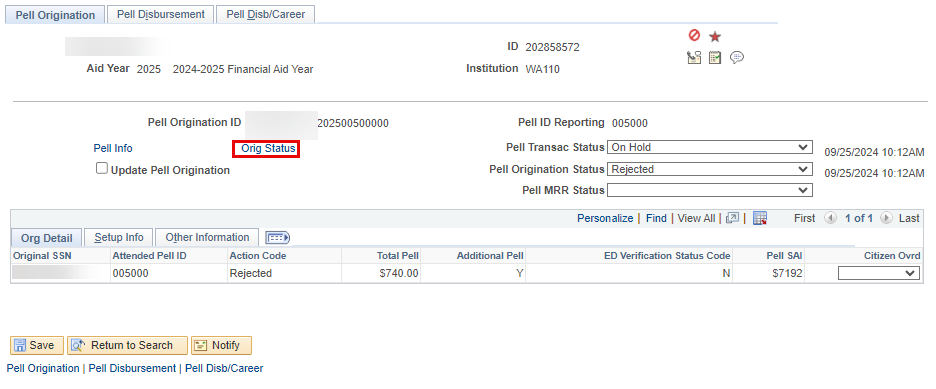 Pell Origination Pell Disbursement Pell Disb/Career
ID 202858572
Aid Year 2025 2024-2025 Financial Aid Year Institution WA110
Pell Origination ID 202500500000 Pell ID Reporting 005000
Pell Info Orig Status Pell Transac Status On Hold 09/25/2024 10:12AM
Update Pell Origination Pell Origination Status Rejected 09/25/2024 10:12AM
Pell MRR Status
Personalize | Find | View All | | First 1 of 1 Last
Org Detail Setup Info Other Information
Original SSN Attended Pell ID Action Code Total Pell Additional Pell ED Verification Status Code Pell SAI Citizen Ovrd
005000 Rejected $740.00 Y N $7192
Save Return to Search Notify
Pell Origination | Pell Disbursement | Pell Disb/Career